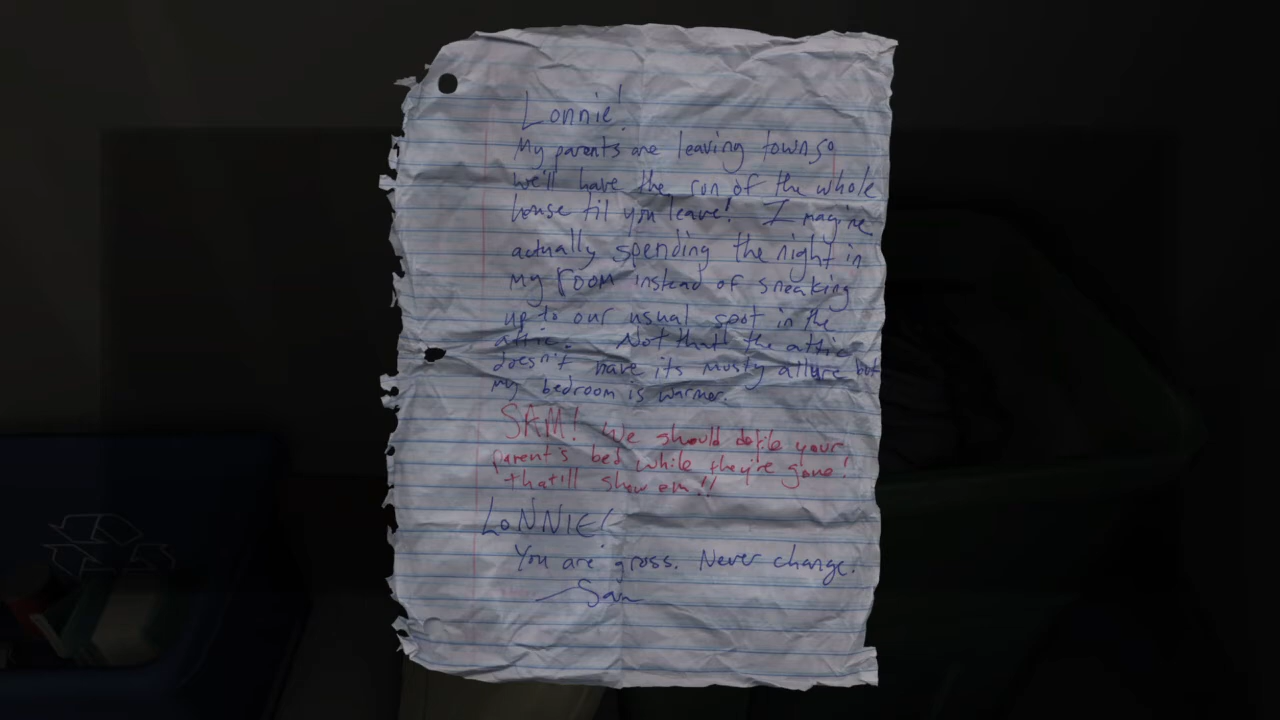 Lonnie!
My parents are leaving town so
we'll have the run of the whole
house til you leave! Imagine
actually spending the night in
my room instead of sneaking
up to our usual spot in the
attic. Not that the attic
doesn't have its musty allure but
my bedroom is warmer.
SAM! We should defile your
parent's bed while they're gone!
that'll show em!!
LoNNIE!
You are gross. Never change.
—Sam